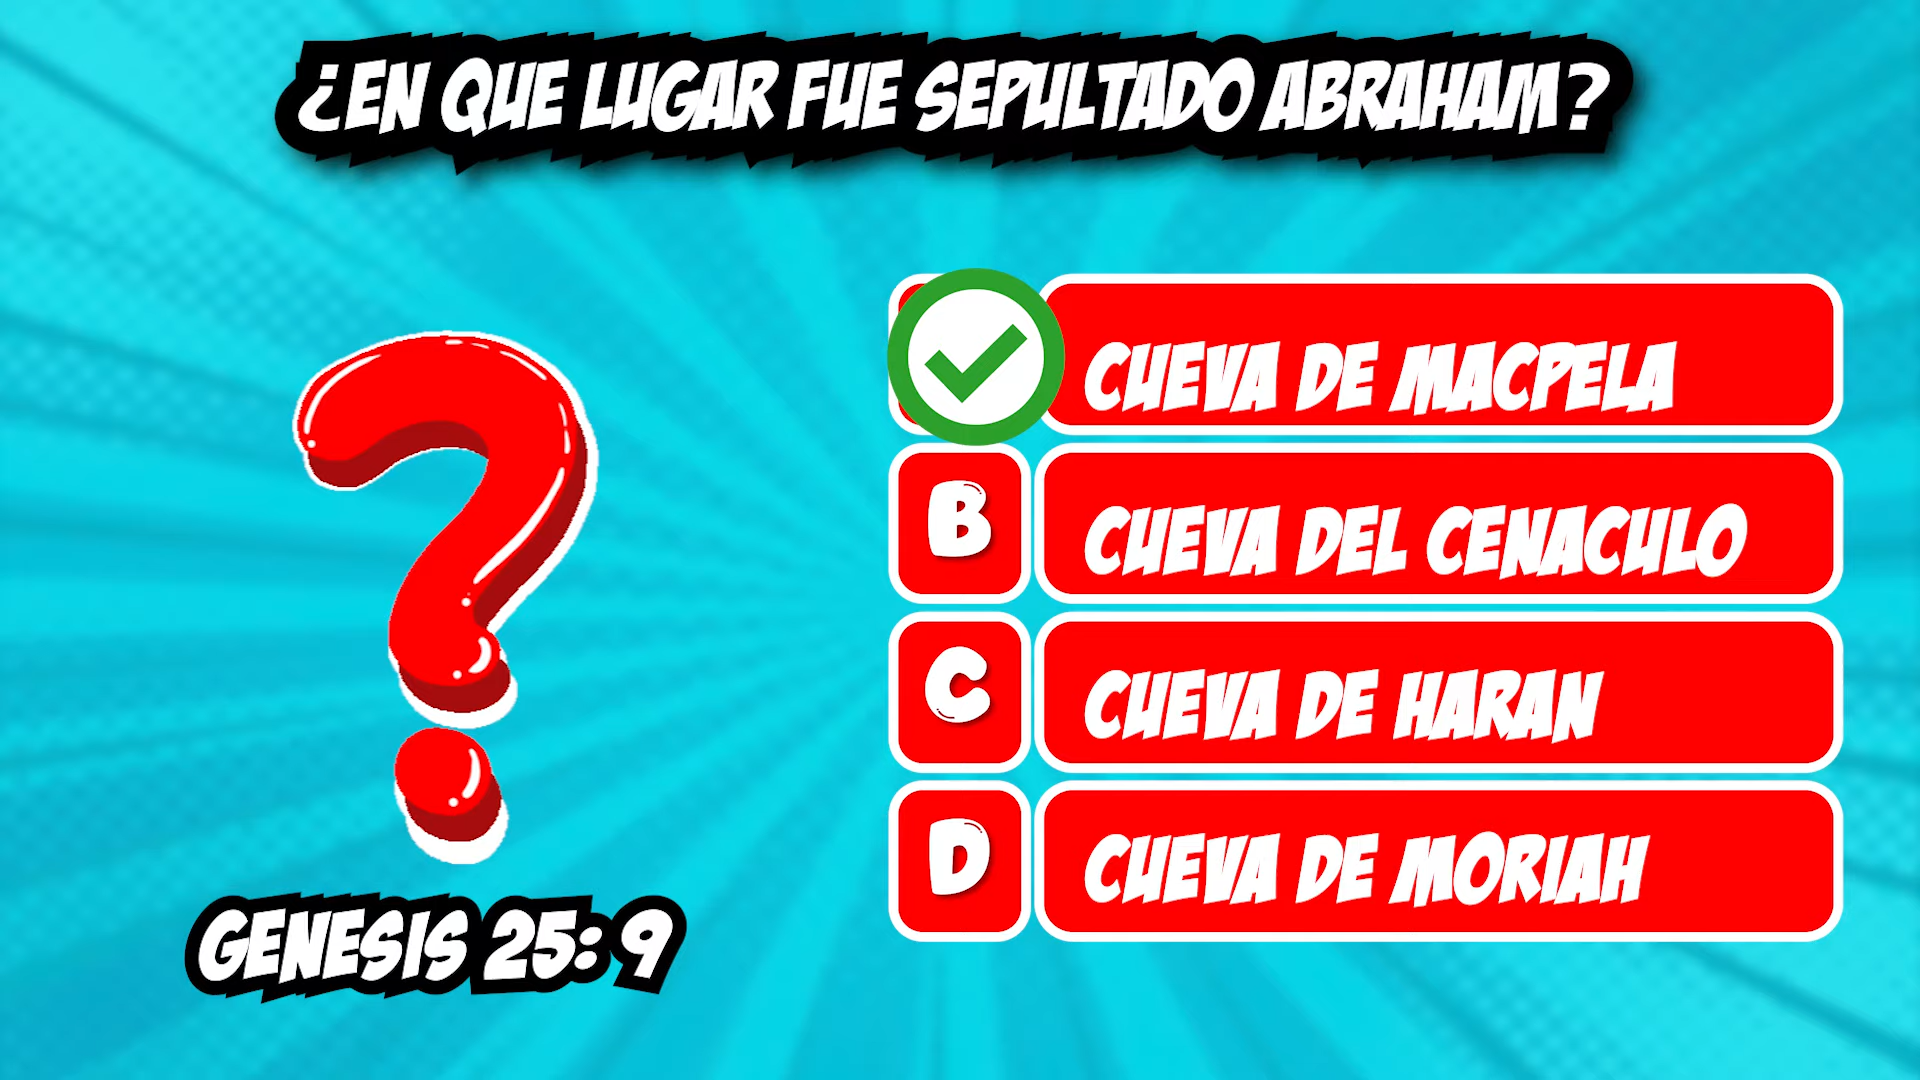 ¿EN QUE LUGAR FUE SEPULTADO ABRAHAM?
CUEVA DE MACPELA
B CUEVA DEL CENACULO
C CUEVA DE HARAN
D CUEVA DE MORIAH
GENESIS 25: 9